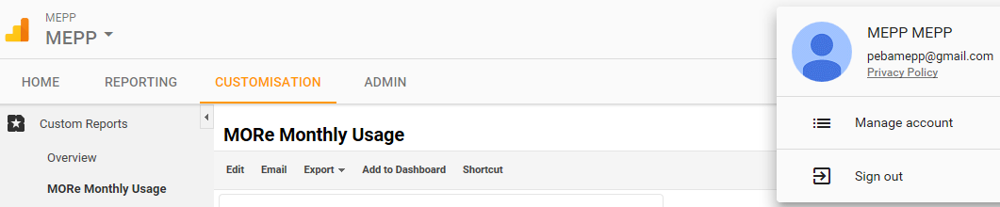 MEPP
MEPP
HOME REPORTING CUSTOMISATION ADMIN
Custom Reports
Overview
MORe Monthly Usage
MORe Monthly Usage
Edit Email Export Add to Dashboard Shortcut
MEPP MEPP
pebamepp@gmail.com
Privacy Policy
Manage account
Sign out